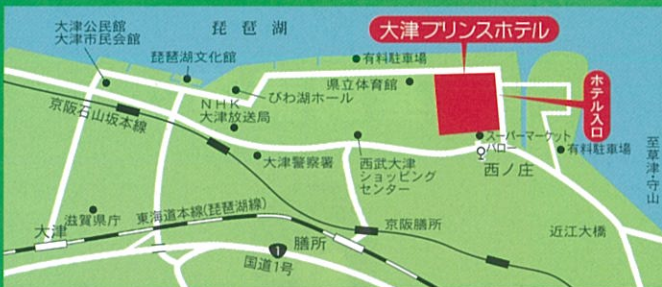 大津公民館
大津市民会館
琵琶湖
琵琶湖文化館
大津プリンスホテル
有料駐車場
県立体育館
びわ湖ホール
NHK
大津放送局
ホテル入口
京阪石山坂本線
スーパーマーケット
バロー
大津警察署
西武大津
ショッピング
センター
西ノ庄
有料駐車場
至草津・守山
滋賀県庁
大津
東海道本線(琵琶湖線)
京阪膳所
膳所
近江大橋
1
国道1号